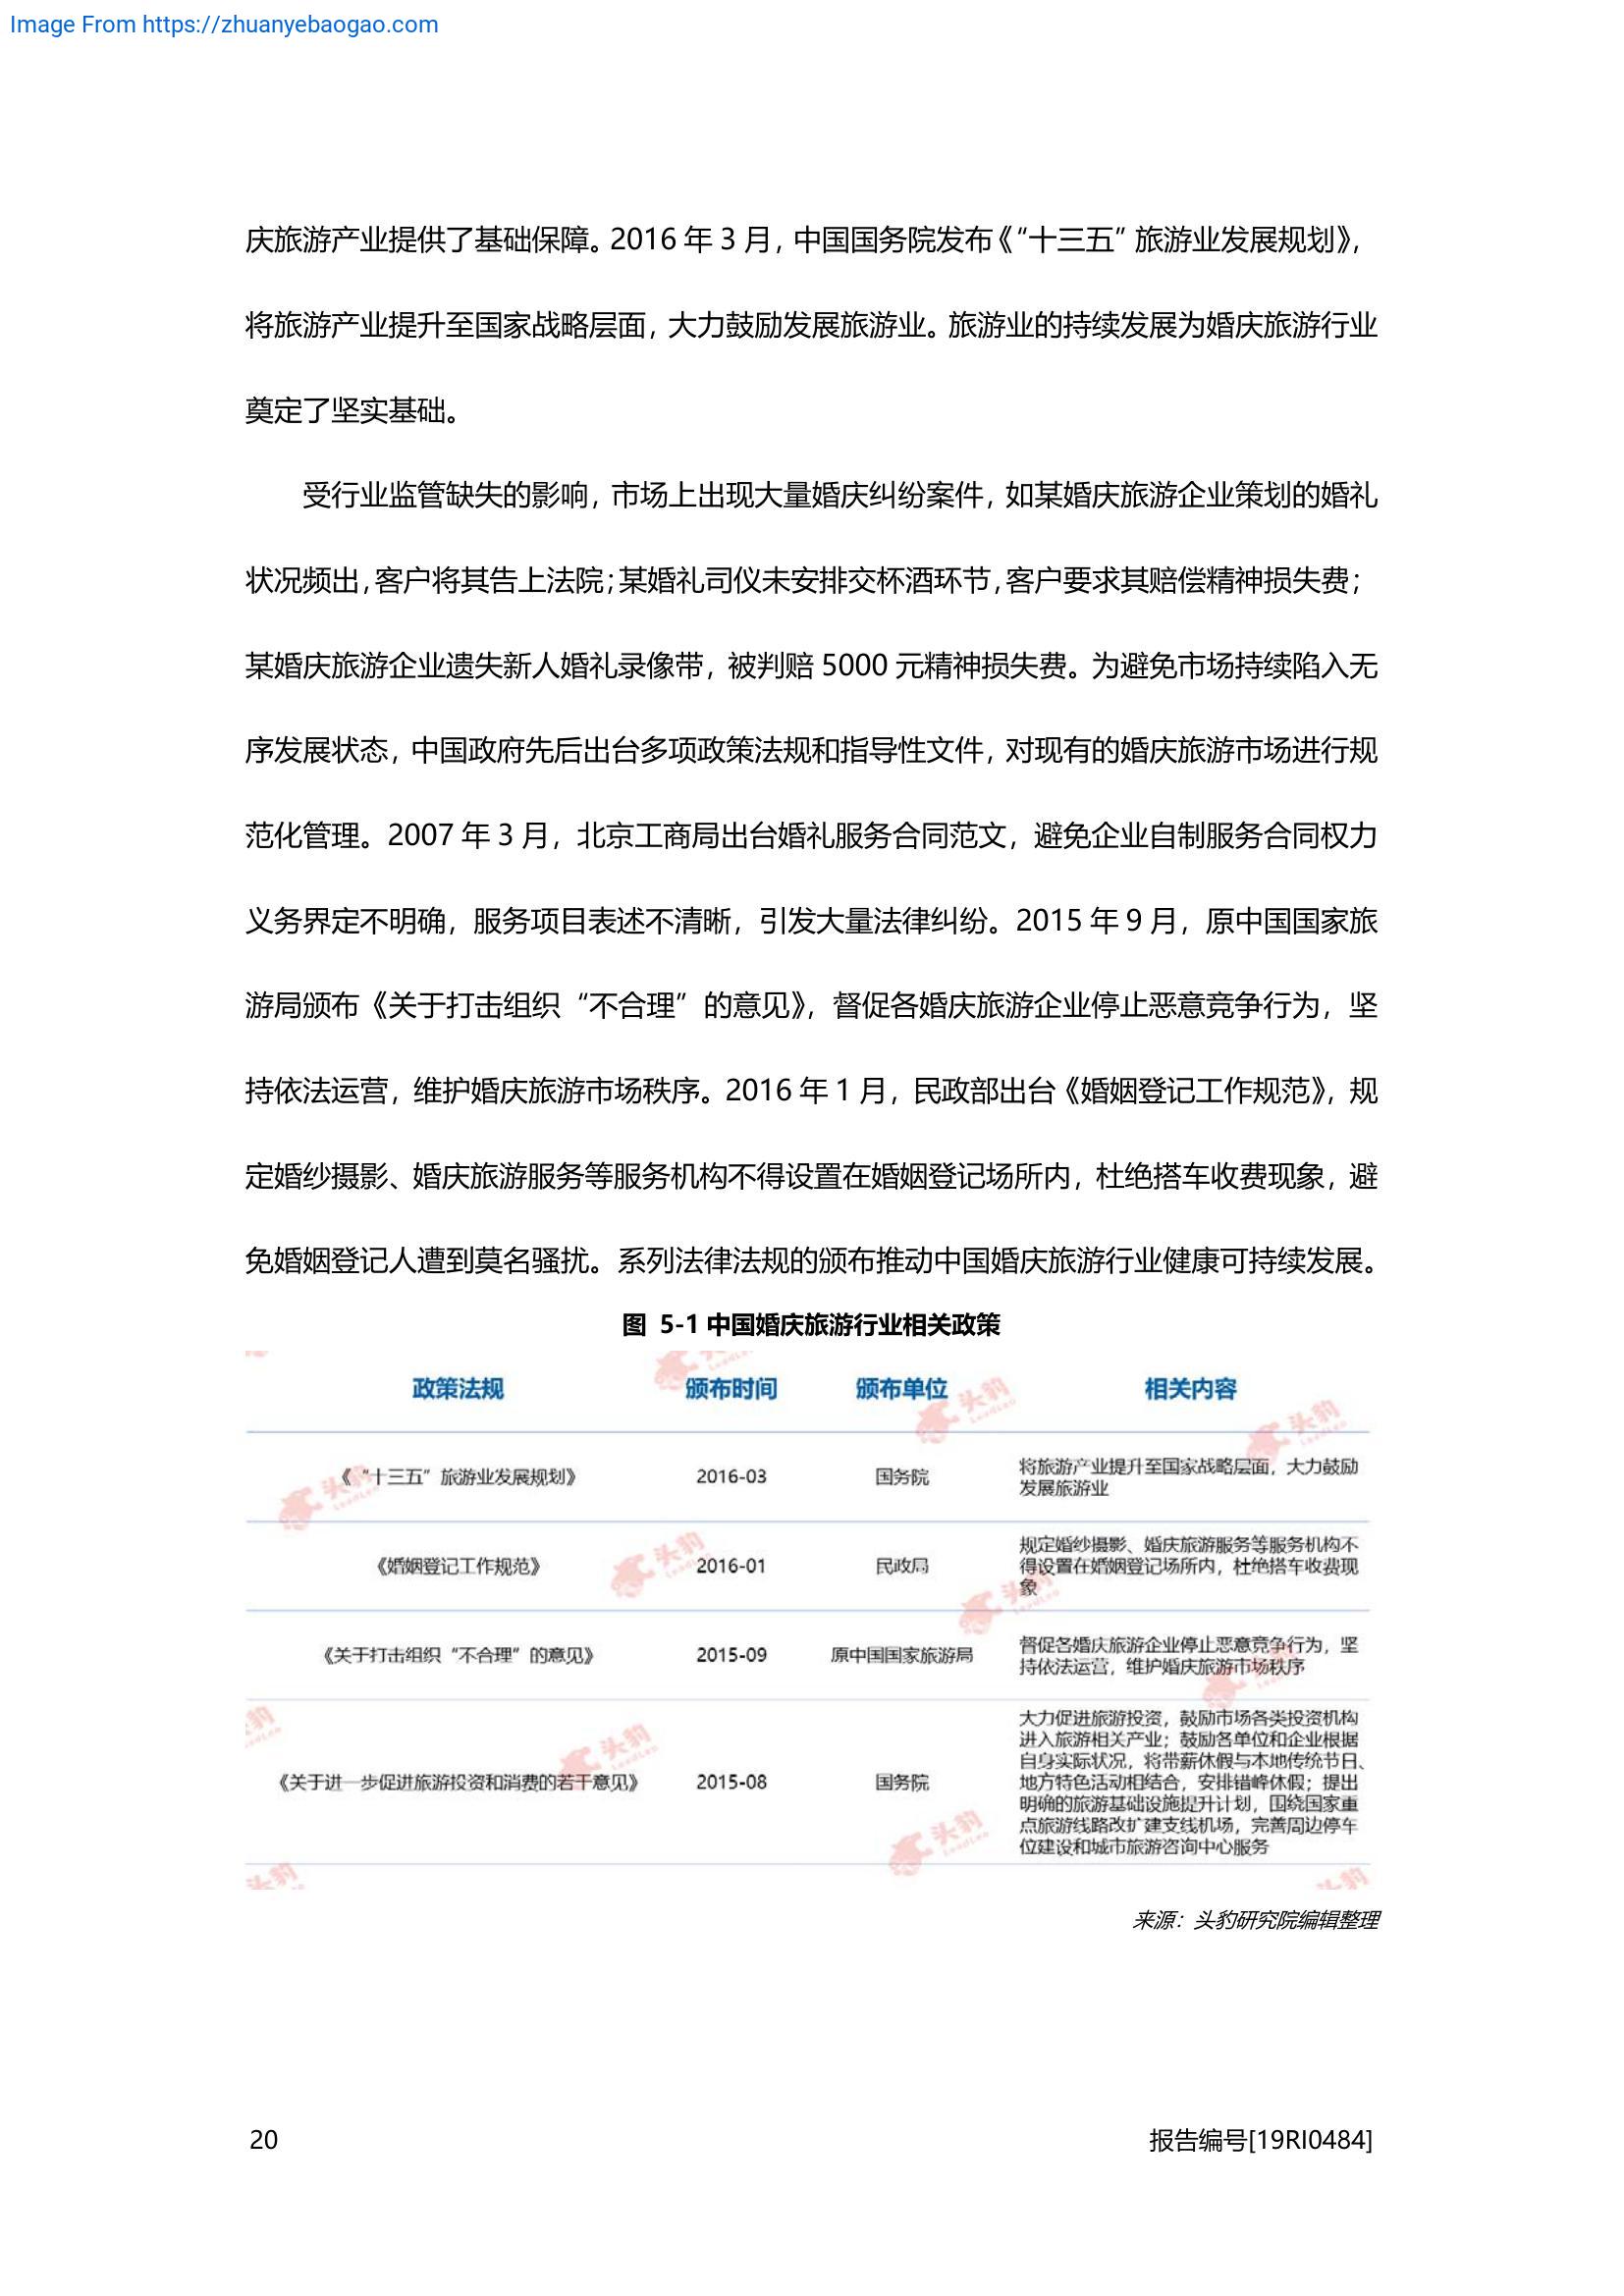 Image From https://zhuanyebaogao.com
庆旅游产业提供了基础保障。2016 年 3 月，中国国务院发布《“十三五”旅游业发展规划》，
将旅游产业提升至国家战略层面，大力鼓励发展旅游业。旅游业的持续发展为婚庆旅游行业
奠定了坚实基础。
受行业监管缺失的影响，市场上出现大量婚庆纠纷案件，如某婚庆旅游企业策划的婚礼
状况频出，客户将其告上法院；某婚礼司仪未安排交杯酒环节，客户要求其赔偿精神损失费；
某婚庆旅游企业遗失新人婚礼录像带，被判赔 5000 元精神损失费。为避免市场持续陷入无
序发展状态，中国政府先后出台多项政策法规和指导性文件，对现有的婚庆旅游市场进行规
范化管理。2007 年 3 月，北京工商局出台婚礼服务合同范文，避免企业自制服务合同权力
义务界定不明确，服务项目表述不清晰，引发大量法律纠纷。2015 年 9 月，原中国国家旅
游局颁布《关于打击组织“不合理”的意见》，督促各婚庆旅游企业停止恶意竞争行为，坚
持依法运营，维护婚庆旅游市场秩序。2016 年 1 月，民政部出台《婚姻登记工作规范》，规
定婚纱摄影、婚庆旅游服务等服务机构不得设置在婚姻登记场所内，杜绝搭车收费现象，避
免婚姻登记人遭到莫名骚扰。系列法律法规的颁布推动中国婚庆旅游行业健康可持续发展。
图 5-1 中国婚庆旅游行业相关政策
政策法规 颁布时间 颁布单位 相关内容
《“十三五”旅游业发展规划》 2016-03 国务院 将旅游产业提升至国家战略层面，大力鼓励
发展旅游业
《婚姻登记工作规范》 2016-01 民政局 规定婚纱摄影、婚庆旅游服务等服务机构不
得设置在婚姻登记场所内，杜绝搭车收费现
象
《关于打击组织“不合理”的意见》 2015-09 原中国国家旅游局 督促各婚庆旅游企业停止恶意竞争行为，坚
持依法运营，维护婚庆旅游市场秩序
《关于进一步促进旅游投资和消费的若干意见》 2015-08 国务院 大力促进旅游投资，鼓励市场各类投资机构
进入旅游相关产业；鼓励各单位和企业根据
自身实际状况，将带薪休假与本地传统节日、
地方特色活动相结合，安排错峰休假；提出
明确的旅游基础设施提升计划，围绕国家重
点旅游线路改扩建支线机场，完善周边停车
位建设和城市旅游咨询中心服务
头豹
LeadLeo
来源：头豹研究院编辑整理
20
报告编号[19RI0484]